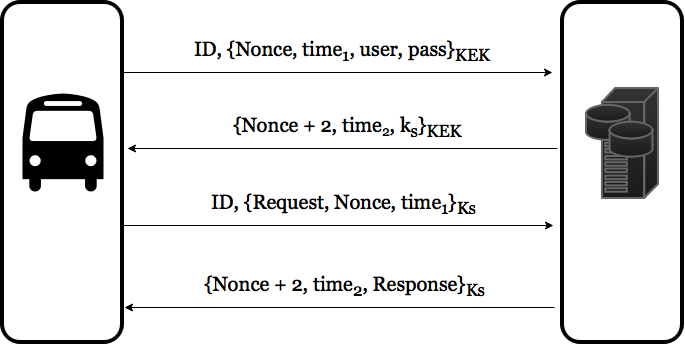 ID, {Nonce, time₁, user, pass}KEK
{Nonce + 2, time₂, kₛ}KEK
ID, {Request, Nonce, time₁}Ks
{Nonce + 2, time₂, Response}Ks